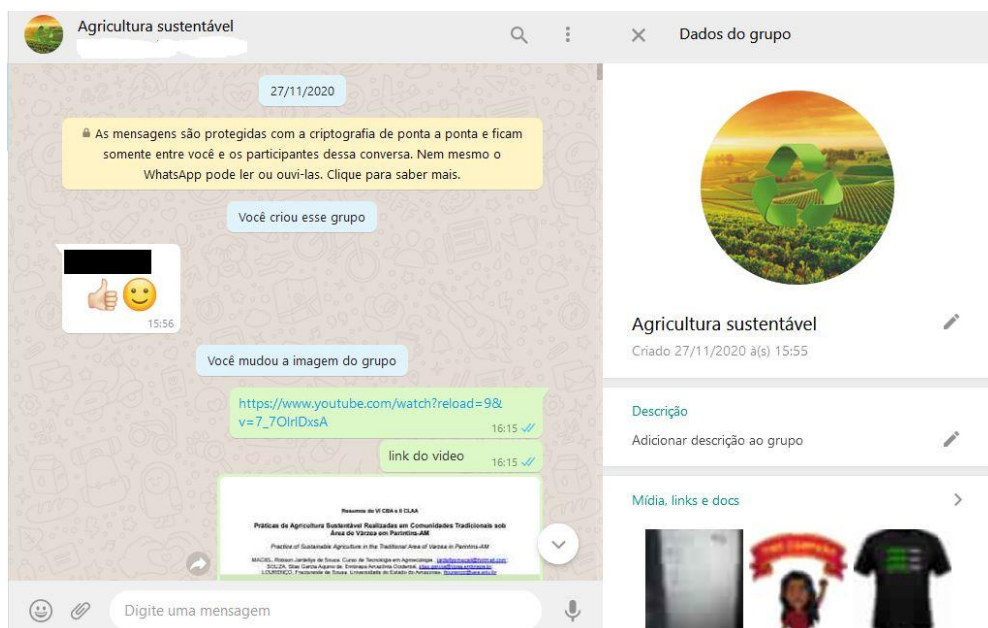 Agricultura sustentável
27/11/2020
As mensagens são protegidas com a criptografia de ponta a ponta e ficam
somente entre você e os participantes dessa conversa. Nem mesmo o
WhatsApp pode ler ou ouvi-las. Clique para saber mais.
Você criou esse grupo
15:56
Você mudou a imagem do grupo
https://www.youtube.com/watch?reload=9&
v=7_7OlrIDxsA
16:15
link do video
16:15
Resumos do VI CBA e II CLAA
Práticas de Agricultura Sustentável Realizadas em Comunidades Tradicionais sob
Área de Várzea em Parintins-AM
Practice of Sustainable Agriculture in the Traditional Area of Varzea in Parintins-AM
Digite uma mensagem
Dados do grupo
Agricultura sustentável
Criado 27/11/2020 à(s) 15:55
Descrição
Adicionar descrição ao grupo
Mídia, links e docs